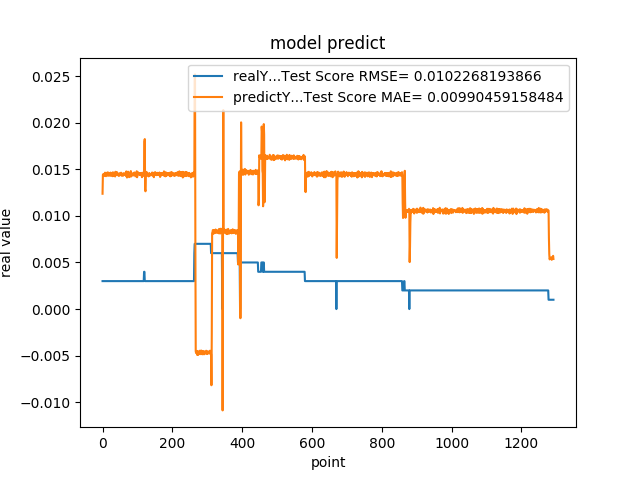 model predict
realY...Test Score RMSE= 0.0102268193866
predictY...Test Score MAE= 0.00990459158484
0.025
0.020
0.015
0.010
0.005
0.000
−0.005
−0.010
real value
0 200 400 600 800 1000 1200
point